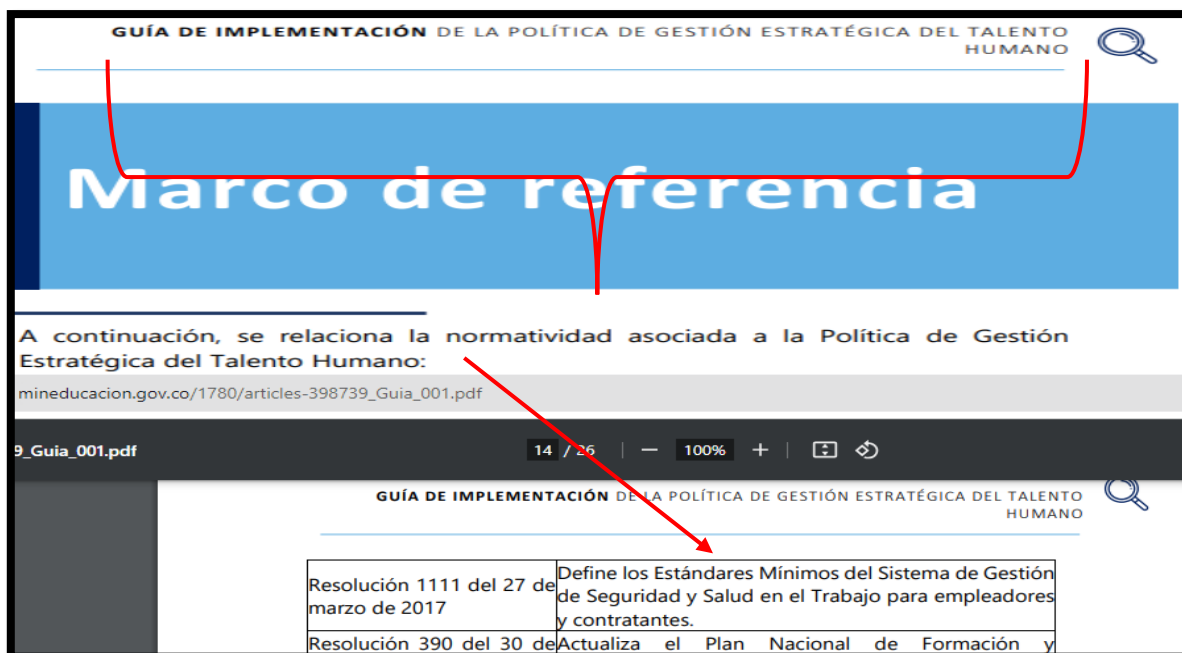 GUÍA DE IMPLEMENTACIÓN DE LA POLÍTICA DE GESTIÓN ESTRATÉGICA DEL TALENTO
HUMANO
Marco de referencia
A continuación, se relaciona la normatividad asociada a la Política de Gestión
Estratégica del Talento Humano:
mineducacion.gov.co/1780/articles-398739_Guia_001.pdf
9_Guia_001.pdf 14 / 26 | — 100% + |
GUÍA DE IMPLEMENTACIÓN DE LA POLÍTICA DE GESTIÓN ESTRATÉGICA DEL TALENTO
HUMANO
Resolución 1111 del 27 de
marzo de 2017
Define los Estándares Mínimos del Sistema de Gestión
de Seguridad y Salud en el Trabajo para empleadores
y contratantes.
Resolución 390 del 30 de
Actualiza el Plan Nacional de Formación y